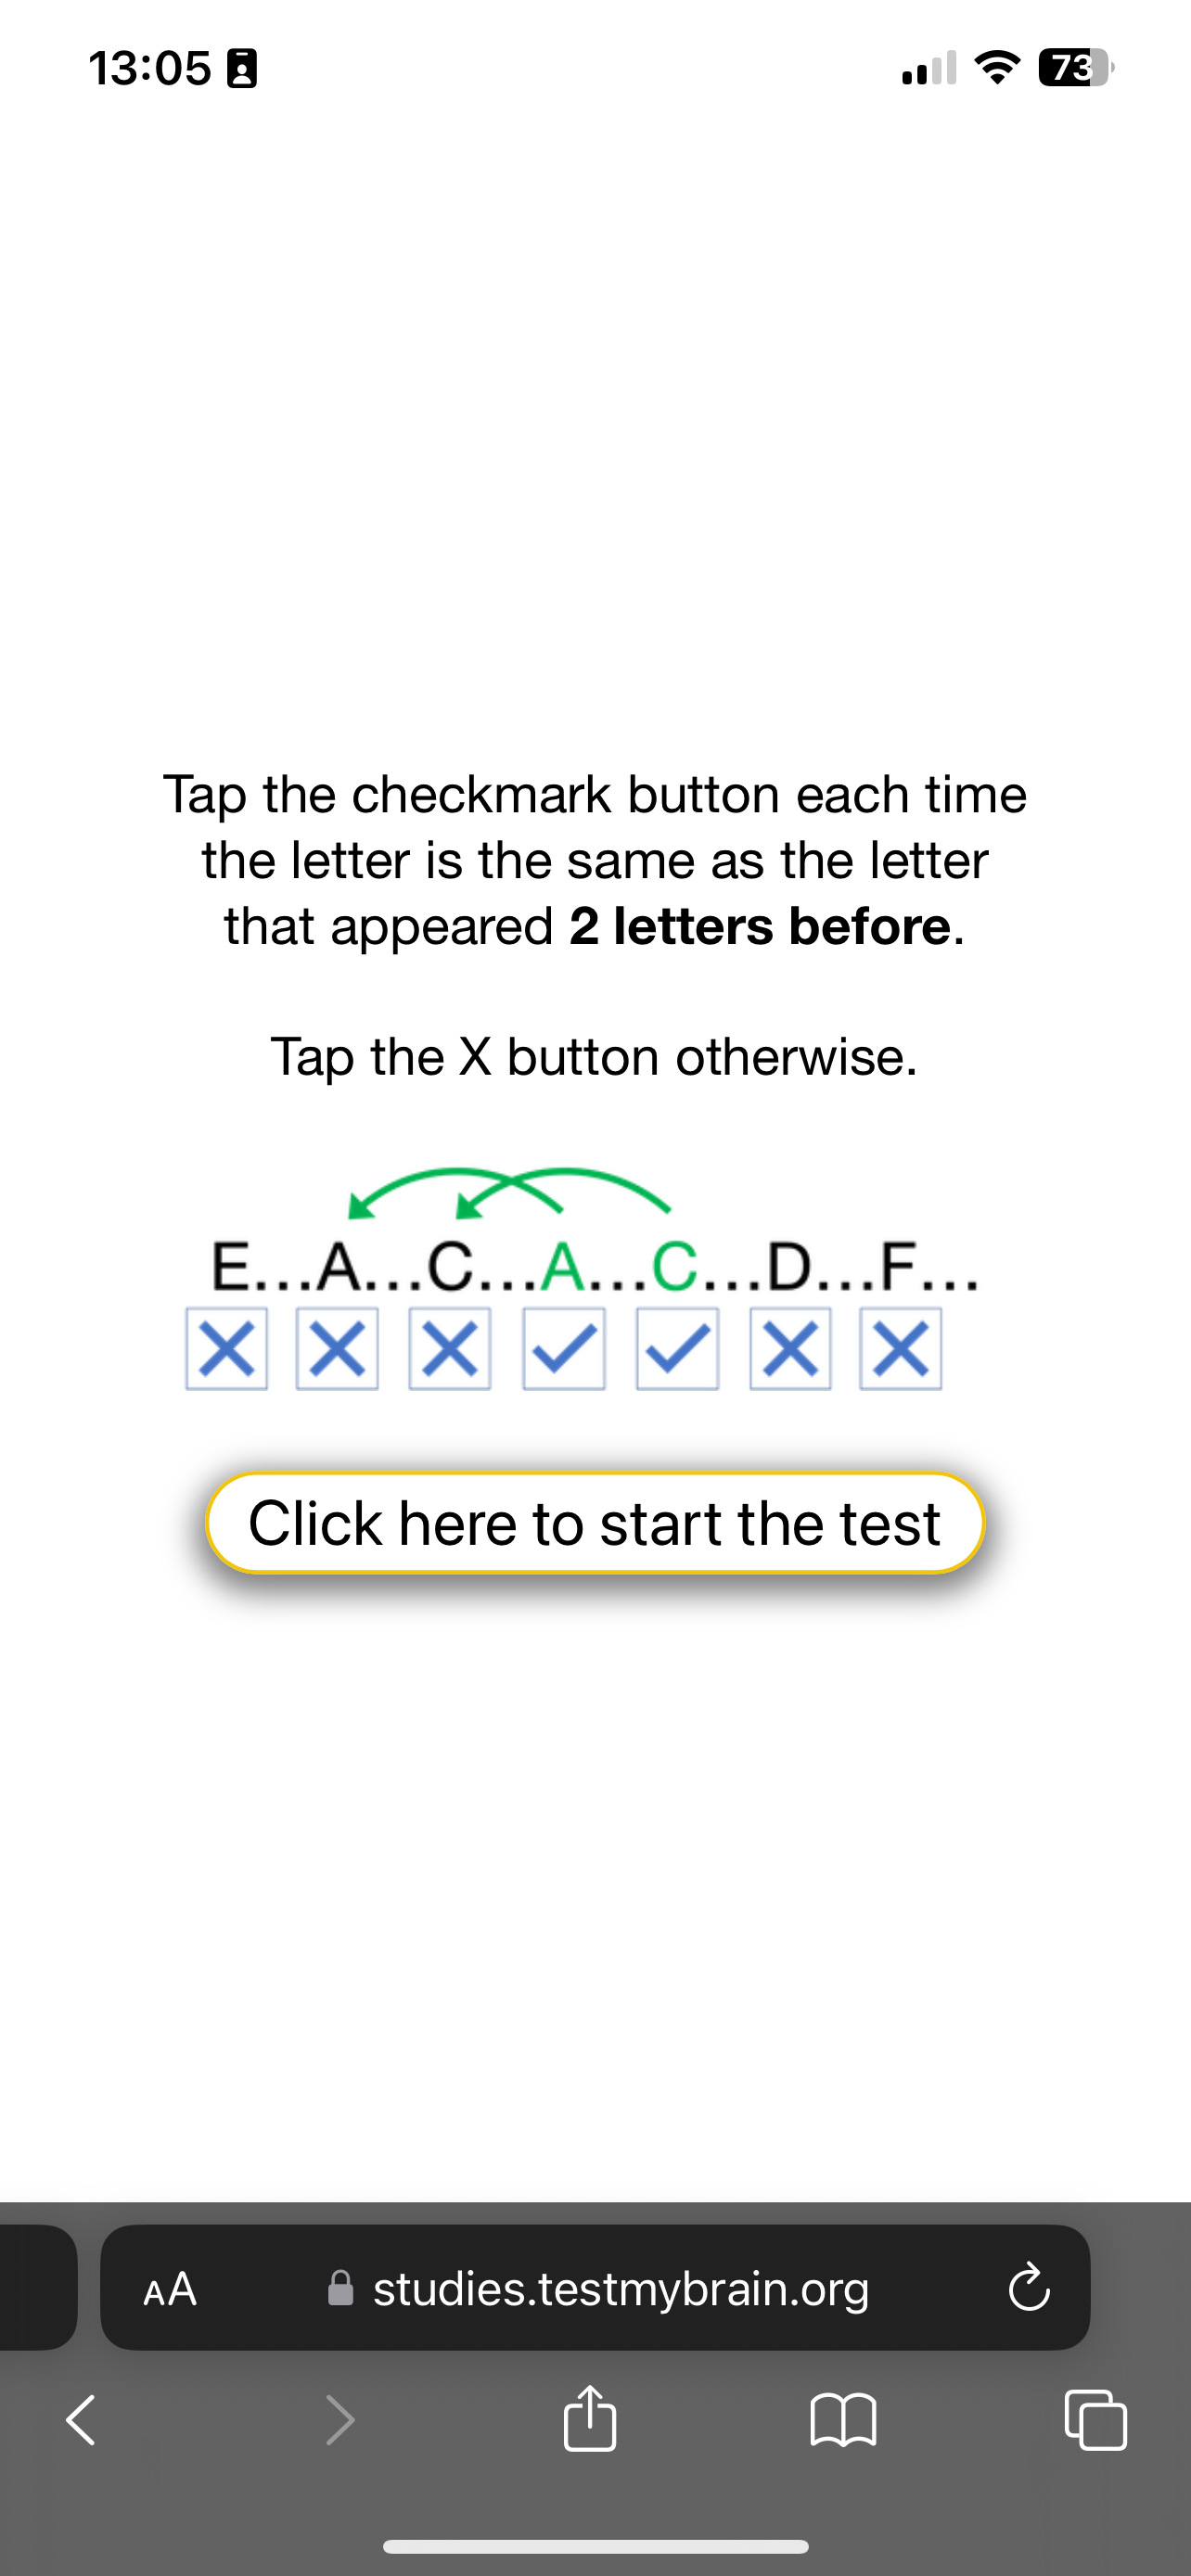 13:05
73
Tap the checkmark button each time
the letter is the same as the letter
that appeared 2 letters before.
Tap the X button otherwise.
E...A...C...A...C...D...F...
Click here to start the test
AA studies.testmybrain.org